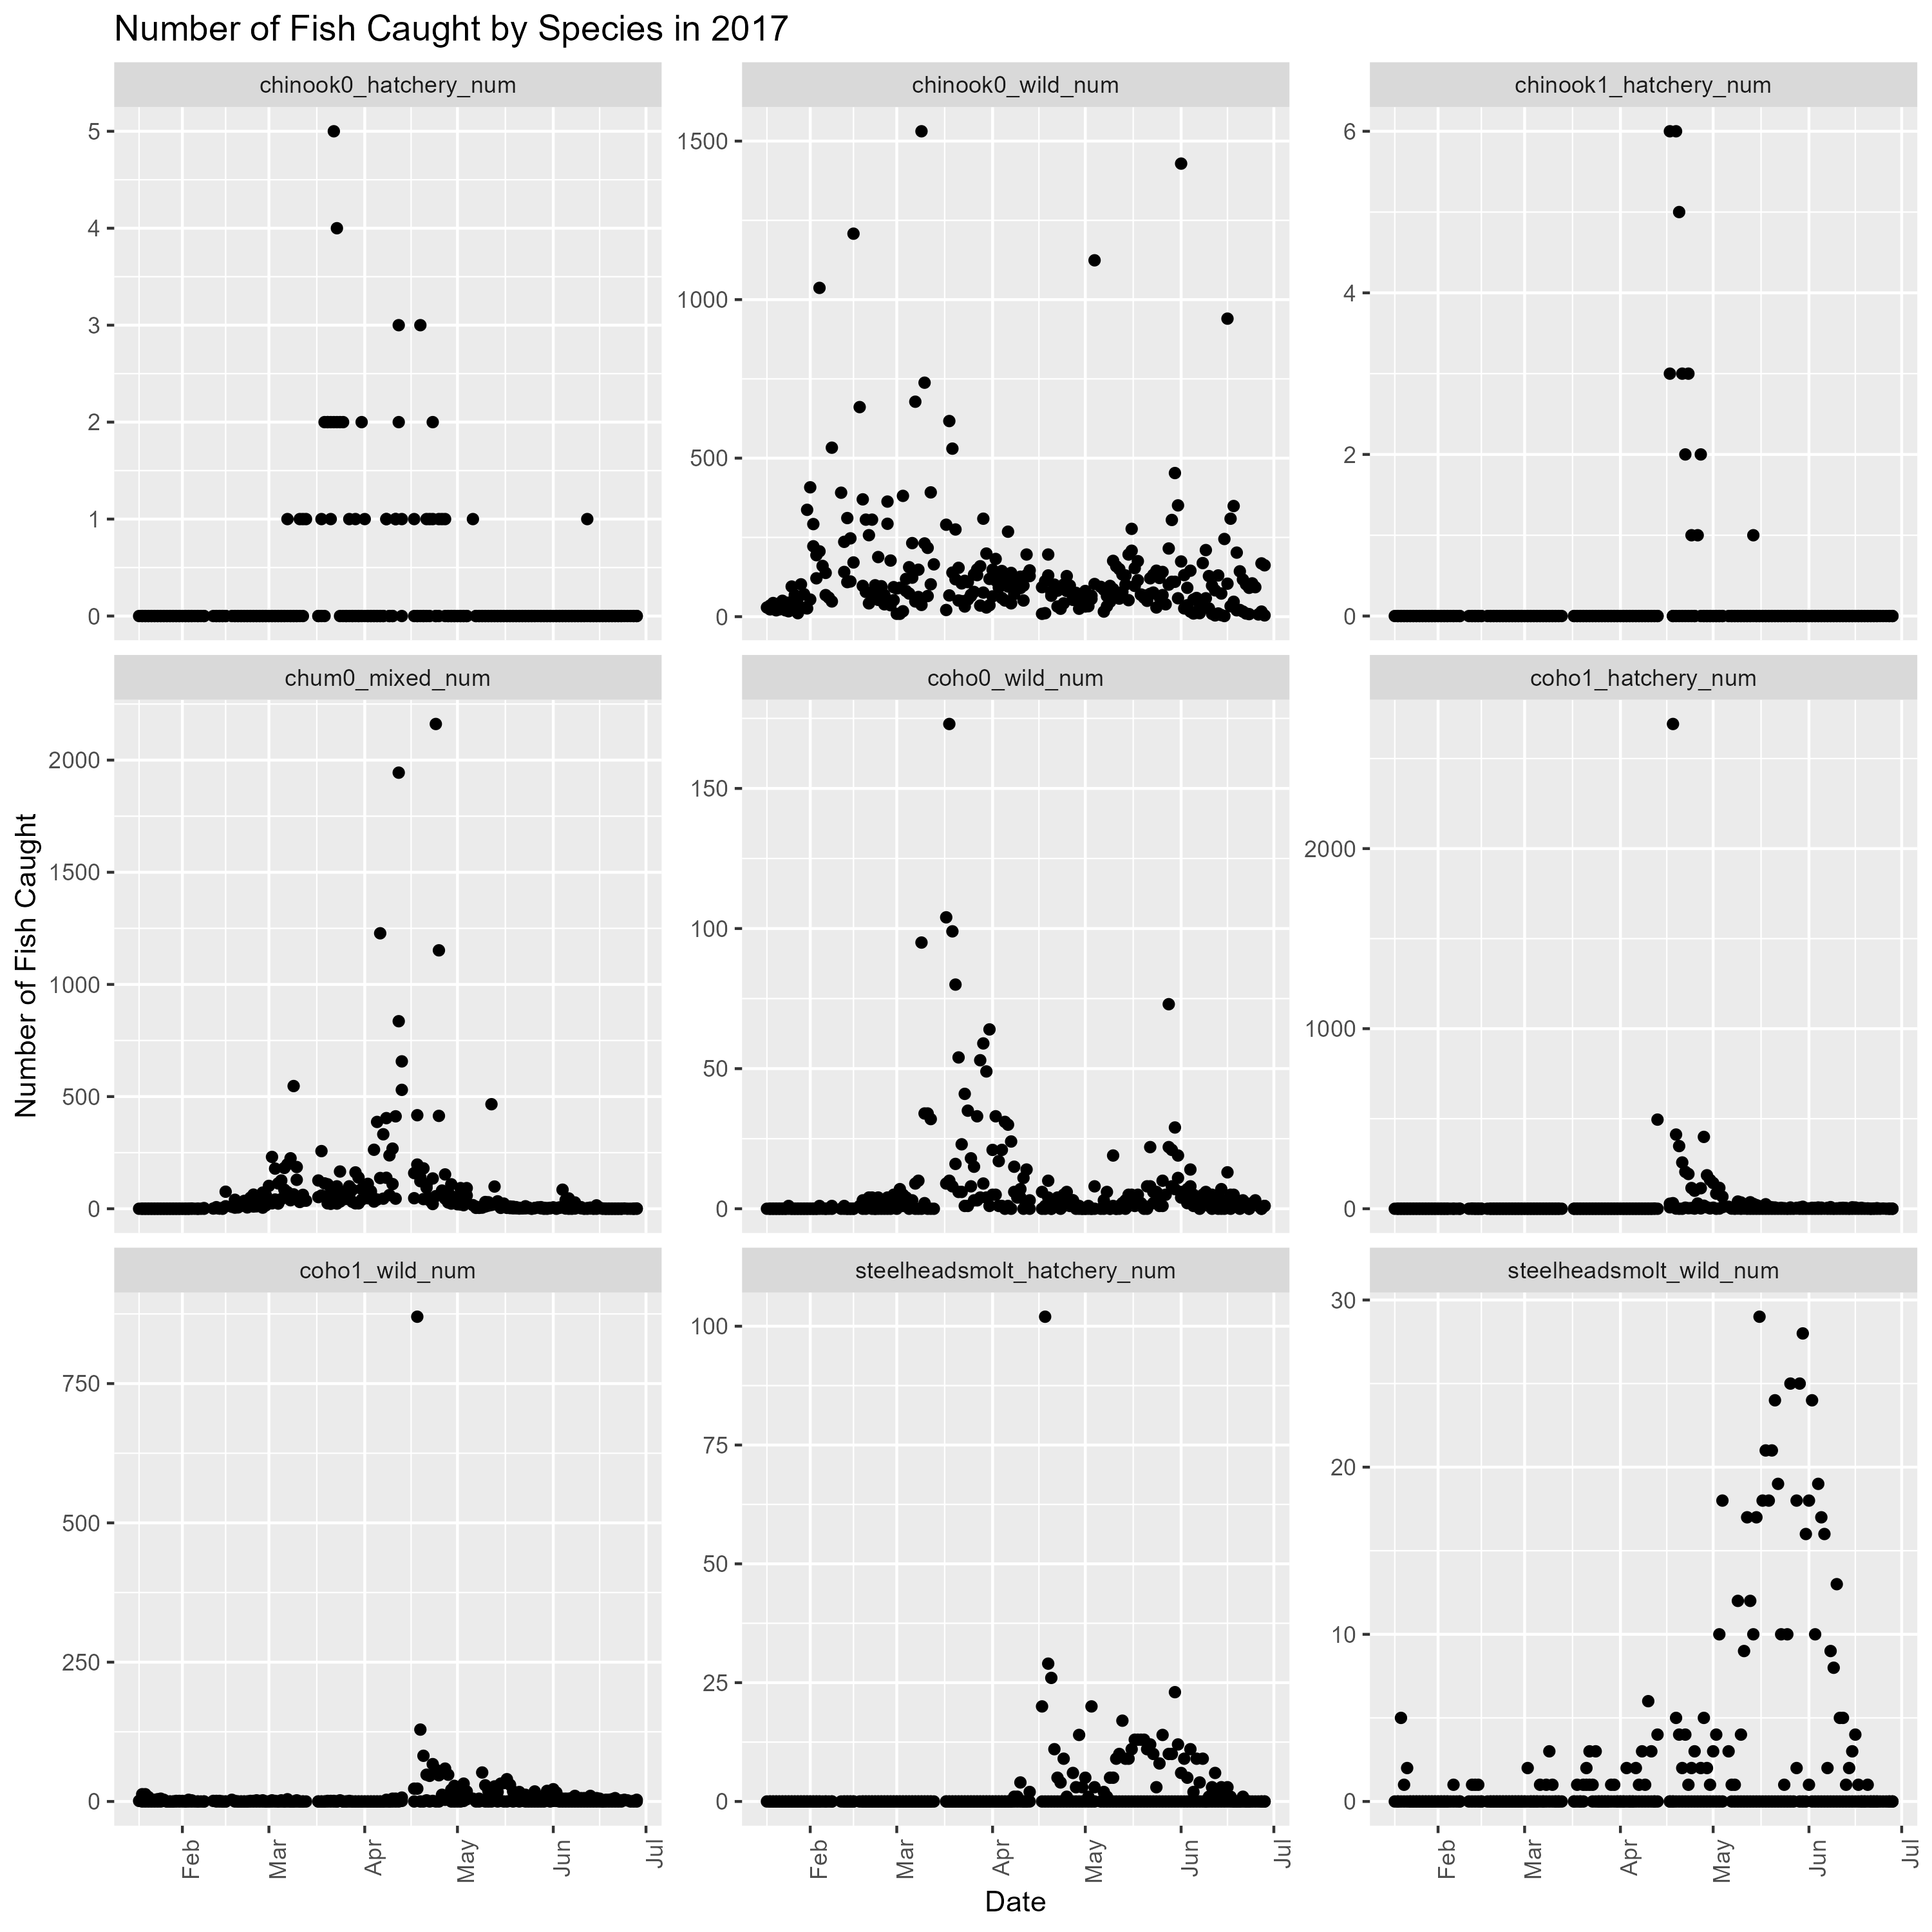 Number of Fish Caught by Species in 2017
chinook0_hatchery_num
chinook0_wild_num
chinook1_hatchery_num
5
4
3
2
1
0
1500
1000
500
0
6
4
2
0
chum0_mixed_num
coho0_wild_num
coho1_hatchery_num
2000
1500
1000
500
0
150
100
50
0
2000
1000
0
coho1_wild_num
steelheadsmolt_hatchery_num
steelheadsmolt_wild_num
750
500
250
0
100
75
50
25
0
30
20
10
0
Feb
Mar
Apr
May
Jun
Jul
Feb
Mar
Apr
May
Jun
Jul
Feb
Mar
Apr
May
Jun
Jul
Date
Number of Fish Caught